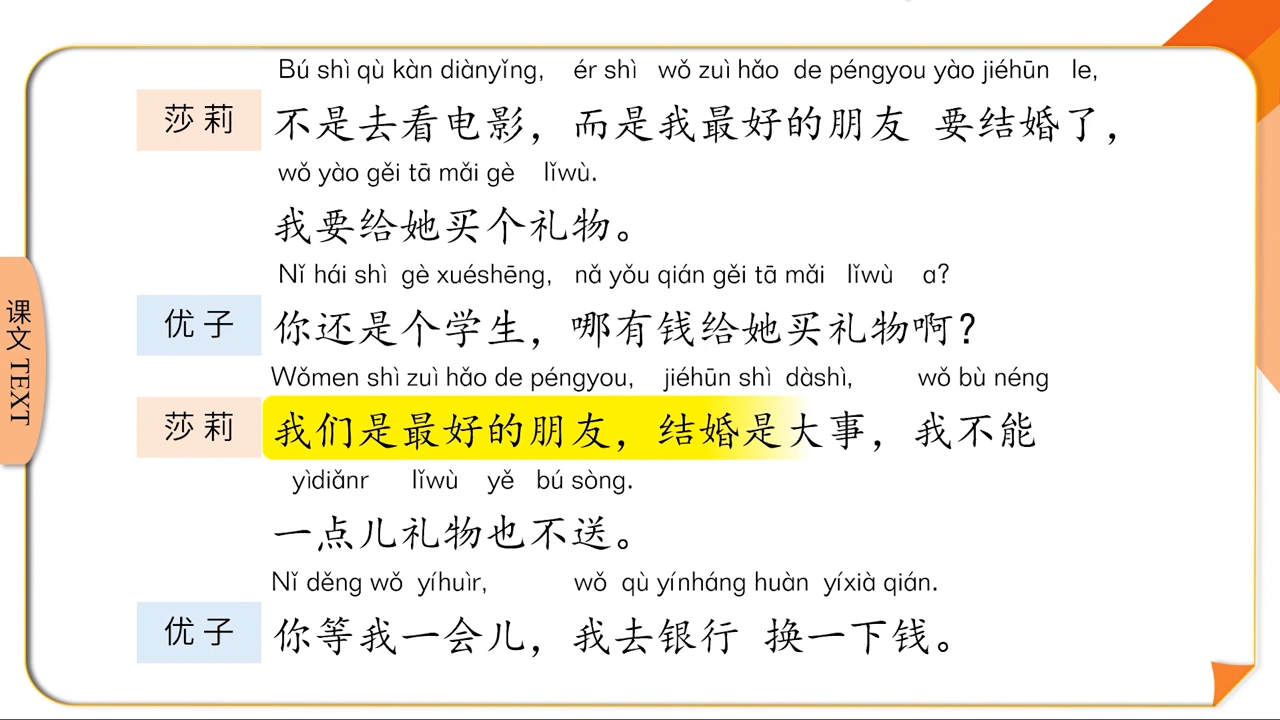 Bú shì qù kàn diànyǐng, ér shì wǒ zuì hǎo de péngyou yào jiéhūn le,
莎莉 不是去看电影，而是我最好的朋友 要结婚了，
wǒ yào gěi tā mǎi gè lǐwù.
我要给她买个礼物。
Nǐ hái shì gè xuéshēng, nǎ yǒu qián gěi tā mǎi lǐwù a?
优子 你还是个学生，哪有钱给她买礼物啊？
Wǒmen shì zuì hǎo de péngyou, jiéhūn shì dàshì, wǒ bù néng
莎莉 我们是最好的朋友，结婚是大事，我不能
yìdiǎnr lǐwù yě bú sòng.
一点儿礼物也不送。
Nǐ děng wǒ yíhuìr, wǒ qù yínháng huàn yíxià qián.
优子 你等我一会儿，我去银行 换一下钱。
课文 TEXT